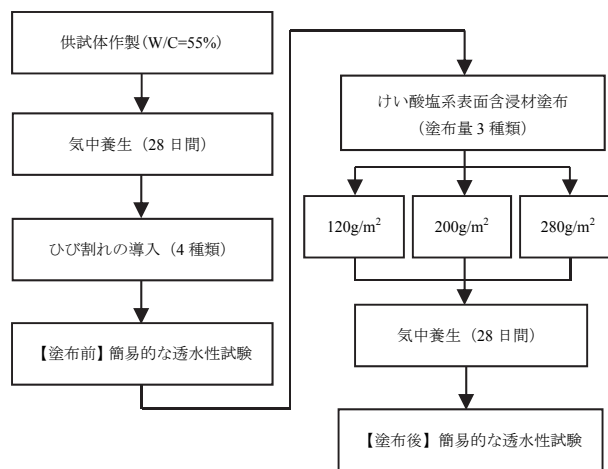 供試体作製(W/C=55%)
気中養生（28 日間）
ひび割れの導入（4 種類）
【塗布前】簡易的な透水性試験
けい酸塩系表面含浸材塗布
（塗布量 3 種類）
120g/m²
200g/m²
280g/m²
気中養生（28 日間）
【塗布後】簡易的な透水性試験